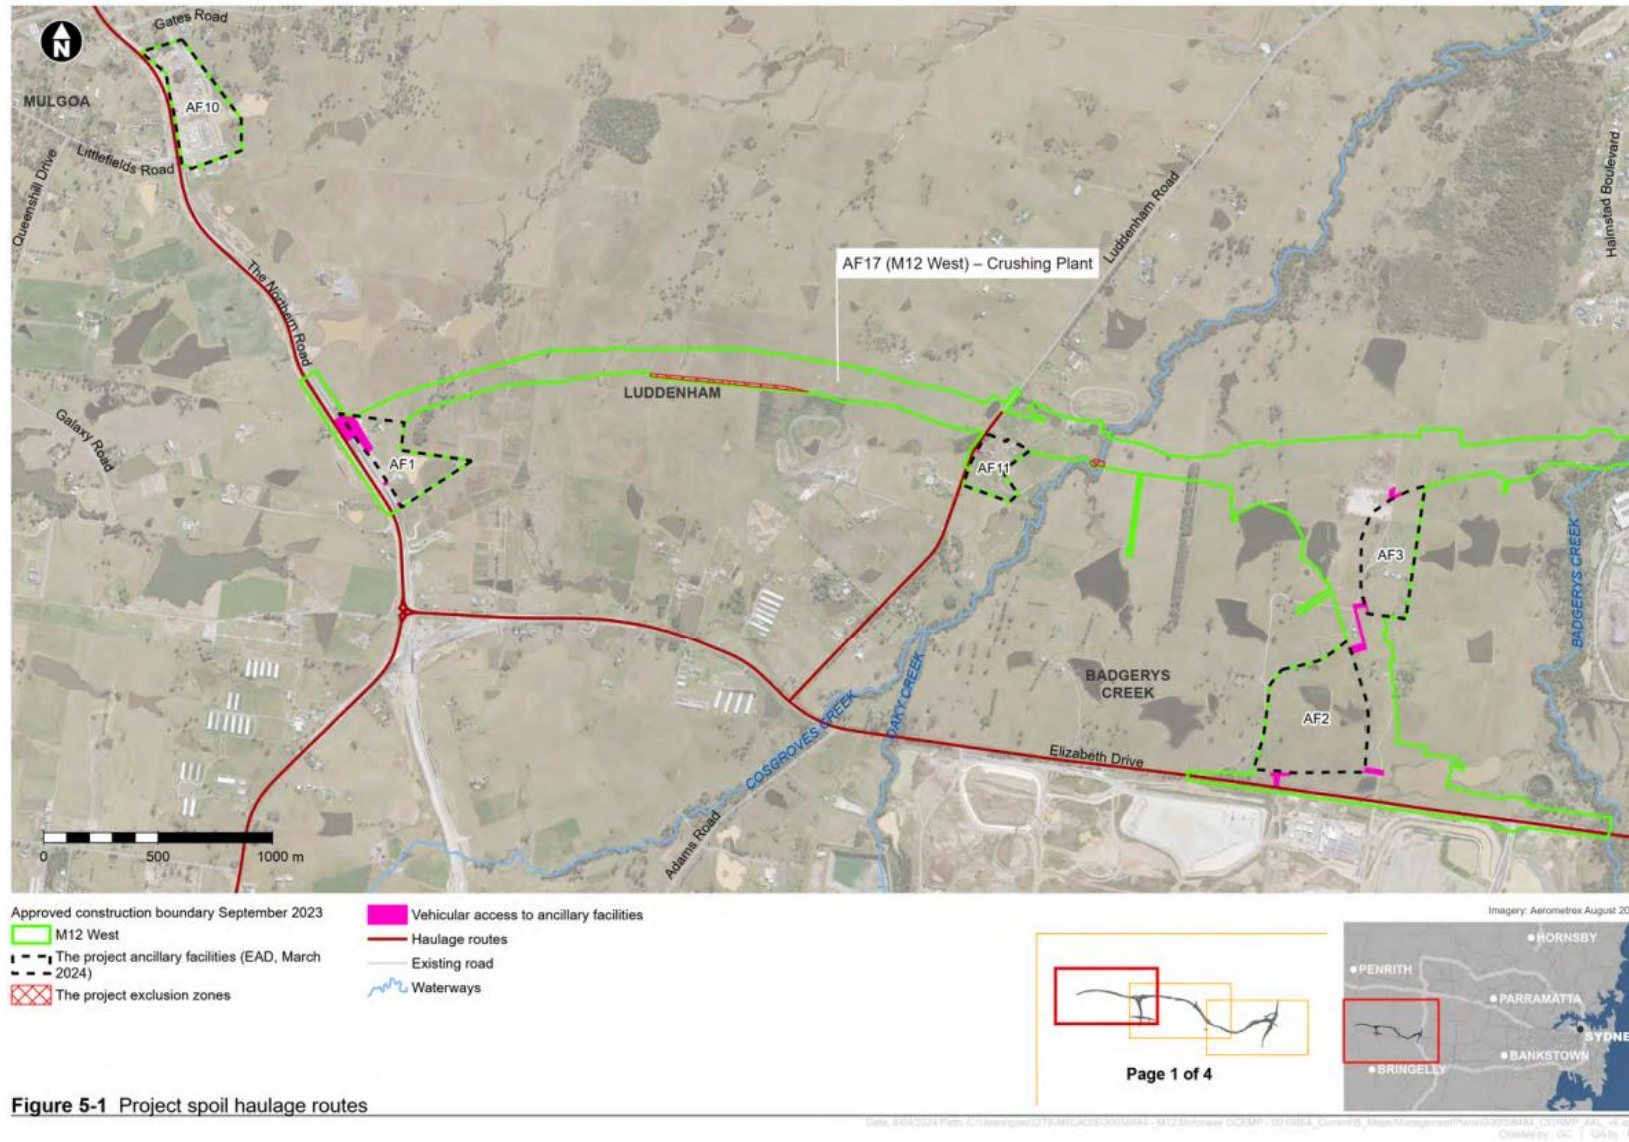 Gates Road
N
MULGOA
AF10
Littlefields Road
Queenshill Drive
Halmstad Boulevard
Luddenham Road
AF17 (M12 West) – Crushing Plant
The Northern Road
LUDDENHAM
Galaxy Road
AF1
AF11
AF3
BADGERYS CREEK
BADGERYS
CREEK
AF2
COSGROVES CREEK
OAKY CREEK
Elizabeth Drive
Adams Road
0 500 1000 m
Approved construction boundary September 2023
M12 West
The project ancillary facilities (EAD, March
2024)
The project exclusion zones
Vehicular access to ancillary facilities
Haulage routes
Existing road
Waterways
Imagery: Aerometrex August 20
HORNSBY
PENRITH
PARRAMATTA
SYDNE
BANKSTOWN
BRINGELLY
Page 1 of 4
Figure 5-1 Project spoil haulage routes